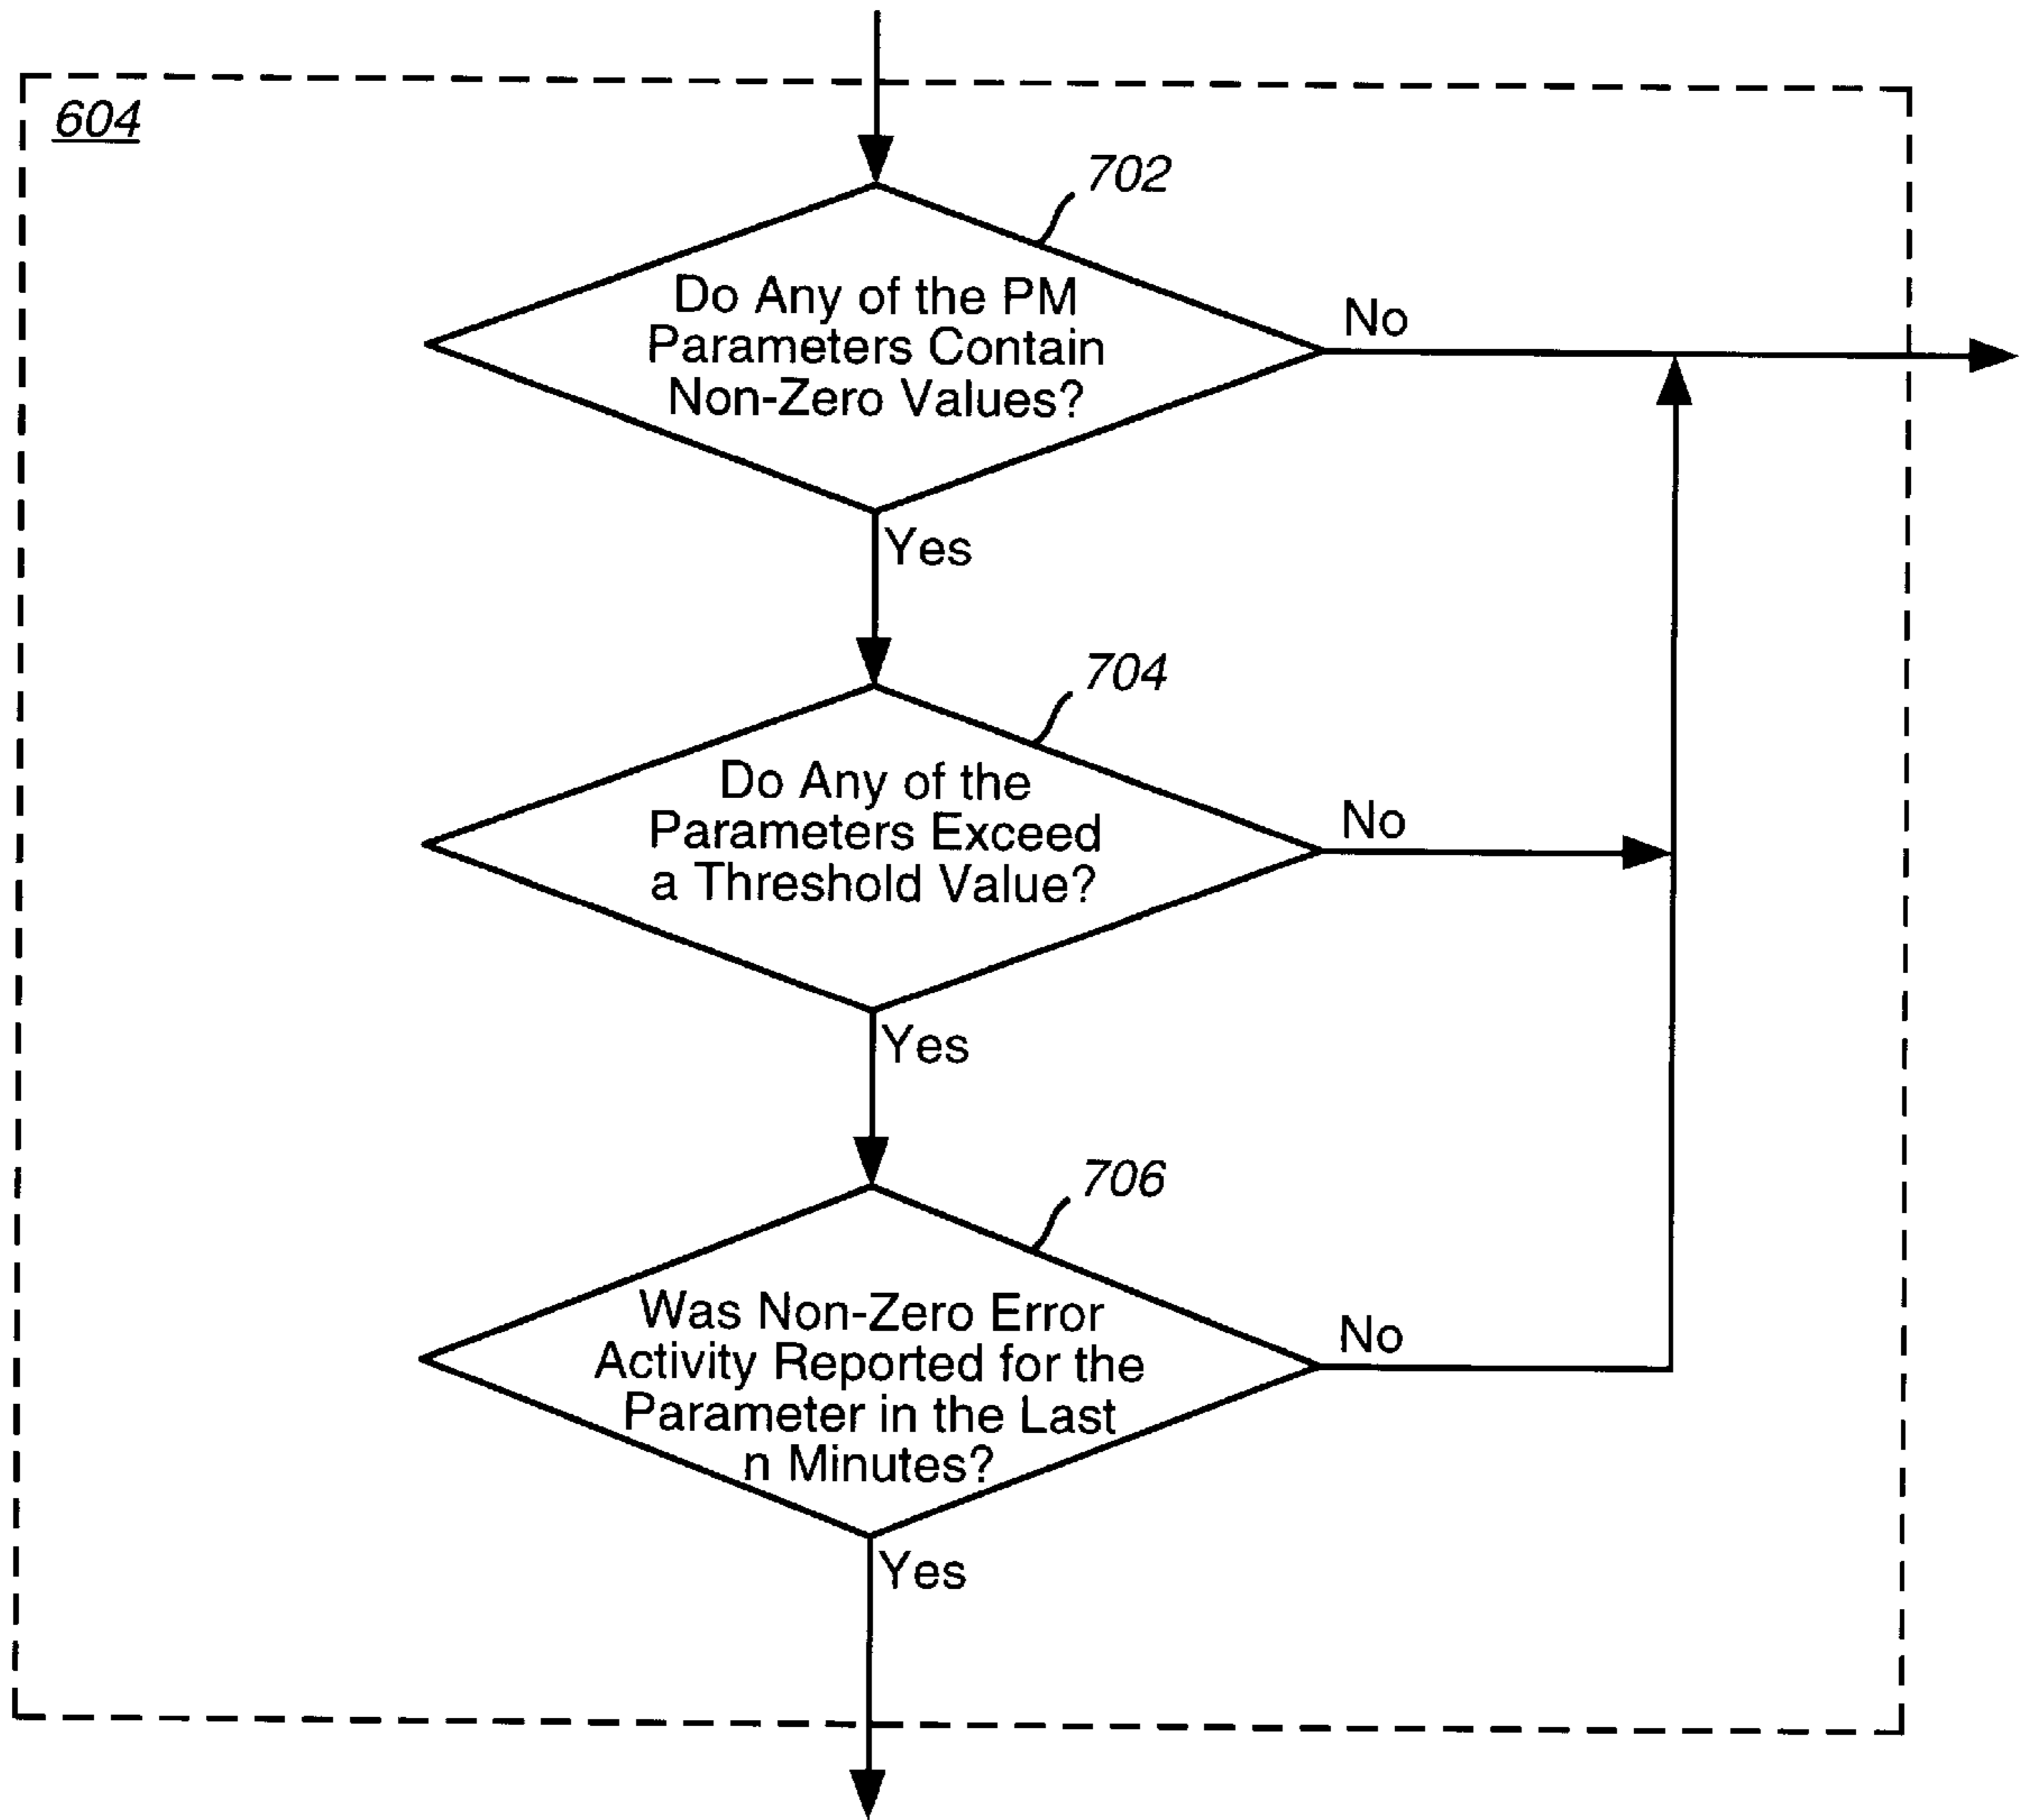 604
702
Do Any of the PM
Parameters Contain
Non-Zero Values?
No
Yes
704
Do Any of the
Parameters Exceed
a Threshold Value?
No
Yes
706
Was Non-Zero Error
Activity Reported for the
Parameter in the Last
n Minutes?
No
Yes